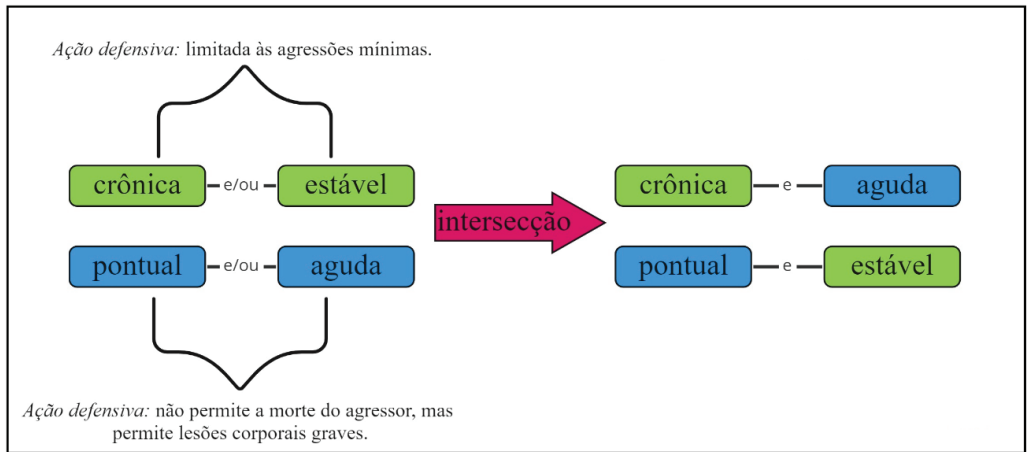 Ação defensiva: limitada às agressões mínimas.
crônica e/ou estável
crônica e aguda
intersecção
pontual e/ou aguda
pontual e estável
Ação defensiva: não permite a morte do agressor, mas
permite lesões corporais graves.